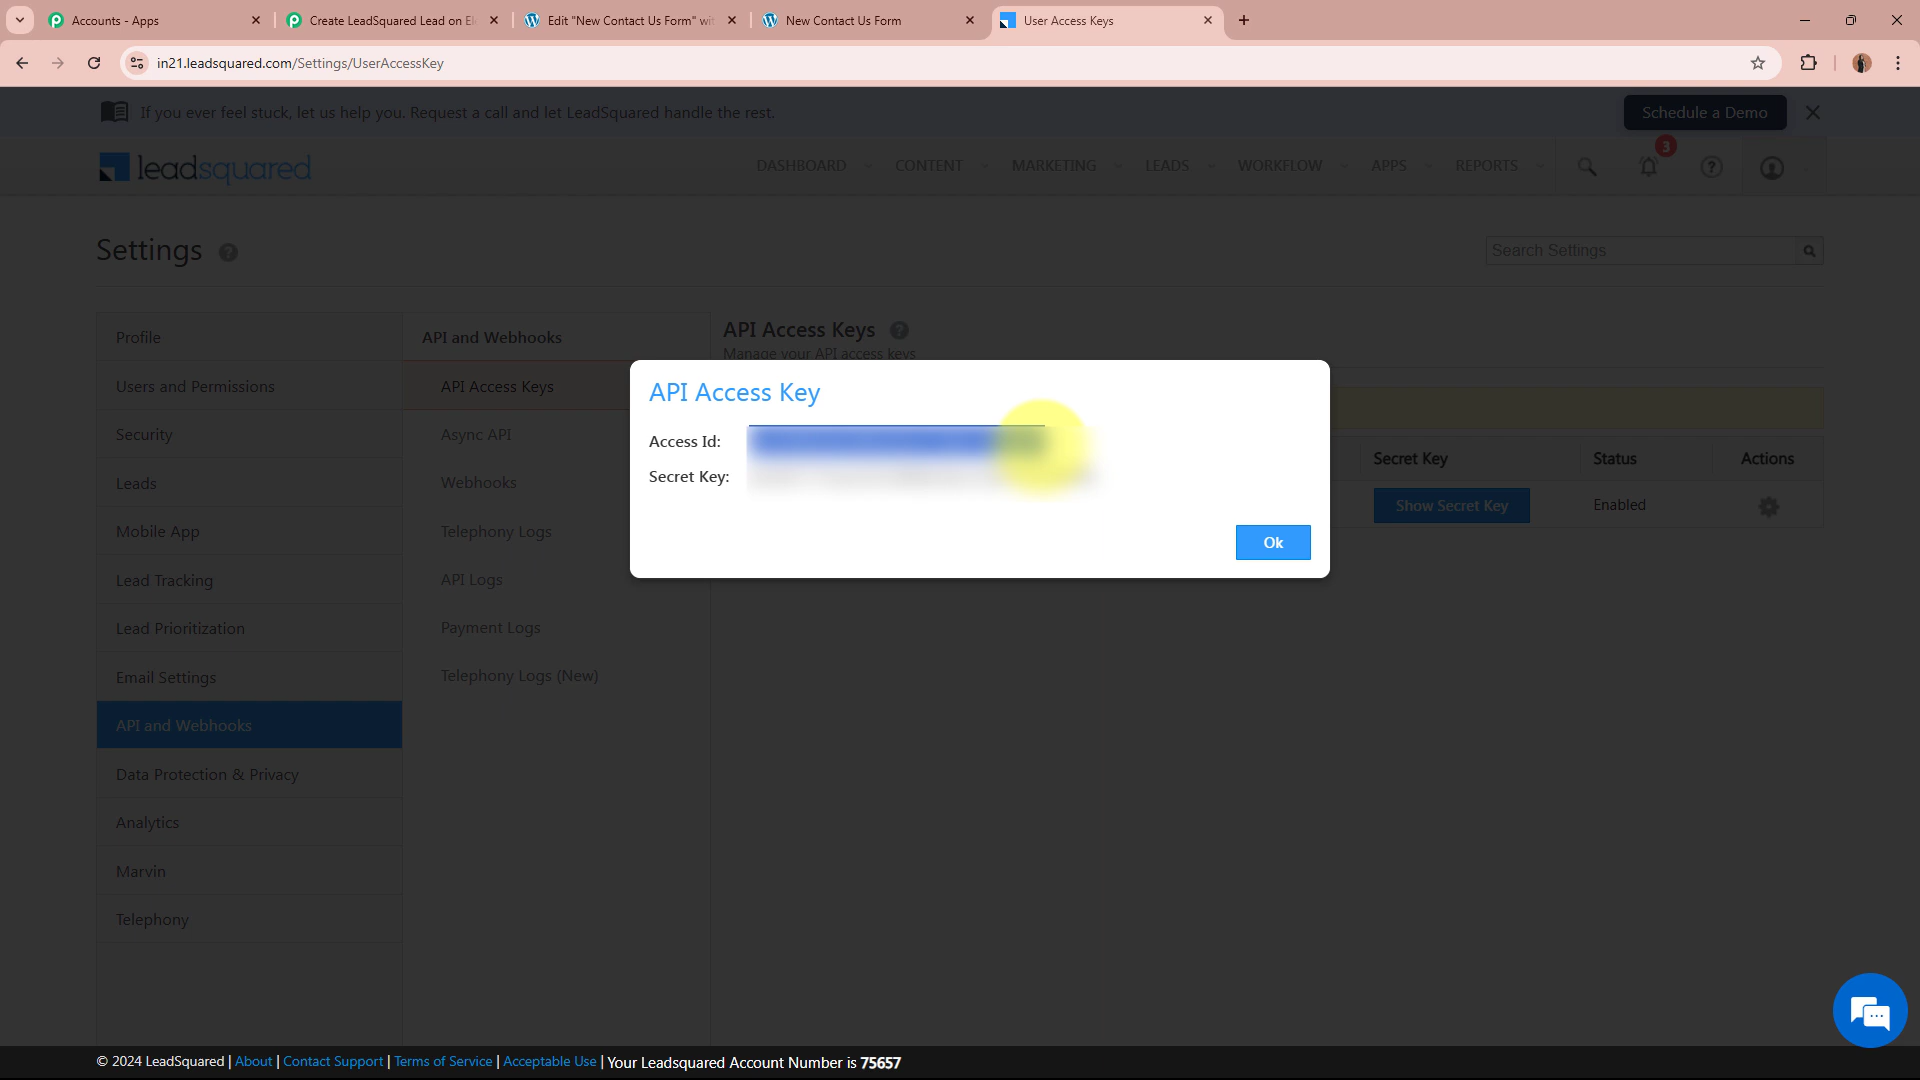 Accounts - Apps
Create LeadSquared Lead on El
Edit "New Contact Us Form" wit
New Contact Us Form
User Access Keys
in21.leadsquared.com/Settings/UserAccessKey
If you ever feel stuck, let us help you. Request a call and let LeadSquared handle the rest.
Schedule a Demo
leadsquared
DASHBOARD
CONTENT
MARKETING
LEADS
WORKFLOW
APPS
REPORTS
3
Settings
Search Settings
Profile
Users and Permissions
Security
Leads
Mobile App
Lead Tracking
Lead Prioritization
Email Settings
API and Webhooks
Data Protection & Privacy
Analytics
Marvin
Telephony
API and Webhooks
API Access Keys
Async API
Webhooks
Telephony Logs
API Logs
Payment Logs
Telephony Logs (New)
API Access Keys
Manage your API access keys
API Access Key
Access Id:
Secret Key:
Ok
Secret Key
Status
Actions
Show Secret Key
Enabled
© 2024 LeadSquared | About | Contact Support | Terms of Service | Acceptable Use | Your Leadsquared Account Number is 75657